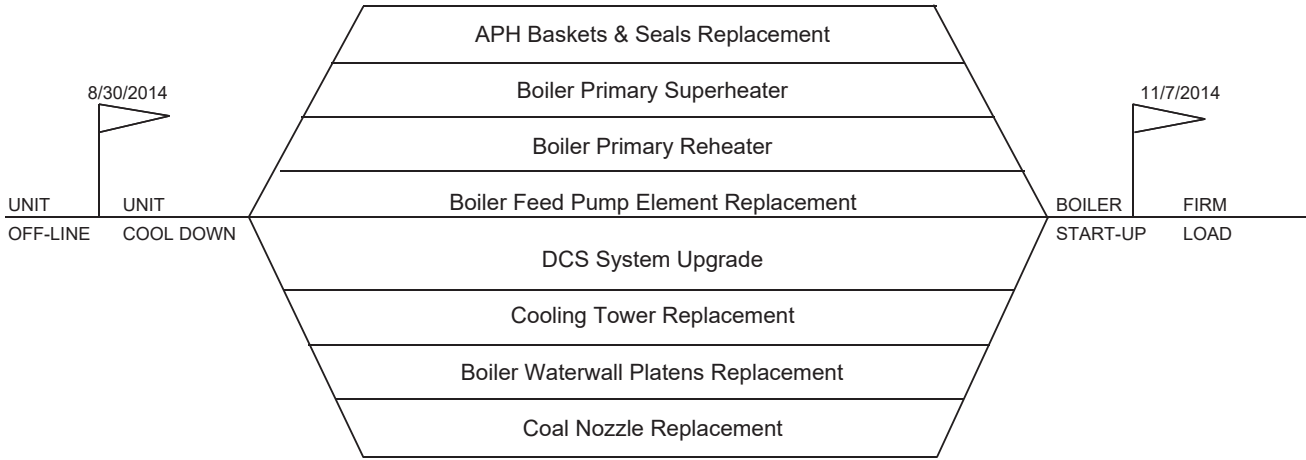 APH Baskets & Seals Replacement
8/30/2014
Boiler Primary Superheater
11/7/2014
Boiler Primary Reheater
UNIT
UNIT
Boiler Feed Pump Element Replacement
BOILER
FIRM
OFF-LINE
COOL DOWN
START-UP
LOAD
DCS System Upgrade
Cooling Tower Replacement
Boiler Waterwall Platens Replacement
Coal Nozzle Replacement